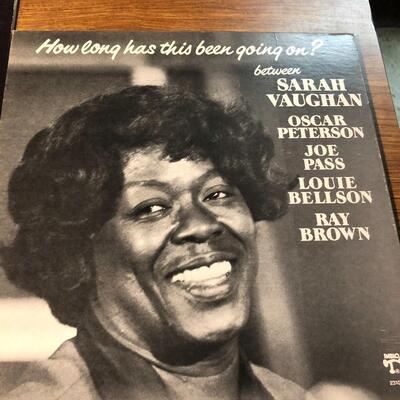 How long has this been going on?
between
SARAH
VAUGHAN
OSCAR
PETERSON
JOE
PASS
LOUIE
BELLSON
RAY
BROWN